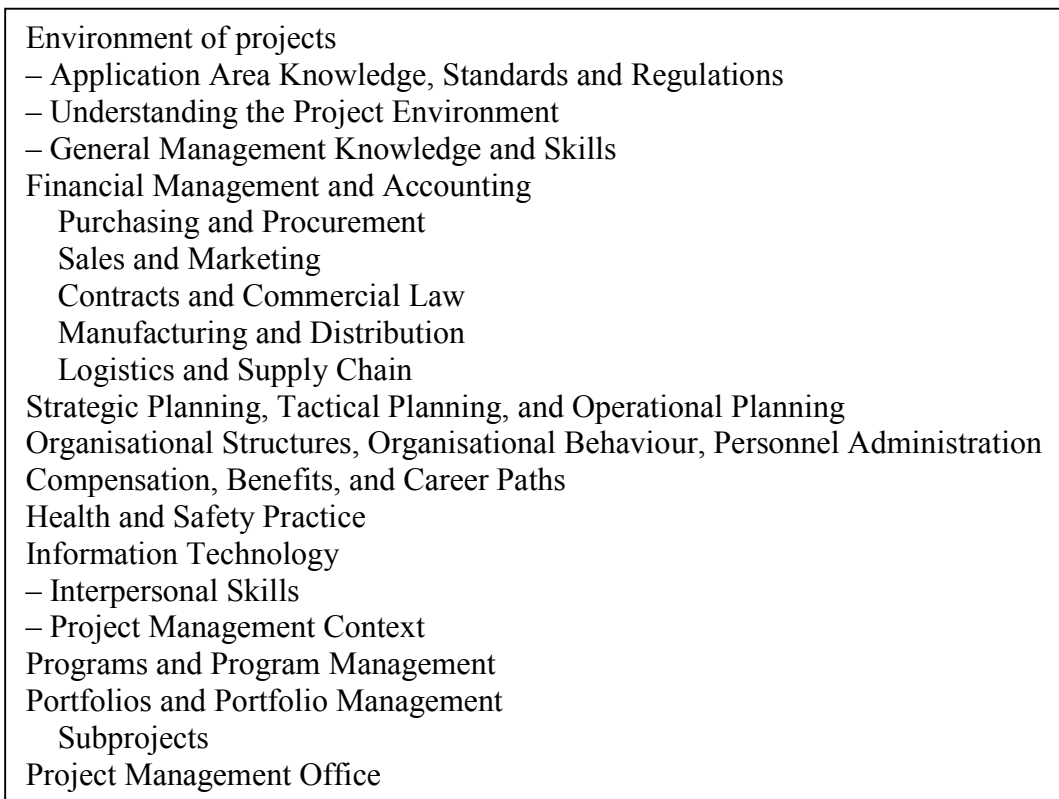 Environment of projects
– Application Area Knowledge, Standards and Regulations
– Understanding the Project Environment
– General Management Knowledge and Skills
Financial Management and Accounting
Purchasing and Procurement
Sales and Marketing
Contracts and Commercial Law
Manufacturing and Distribution
Logistics and Supply Chain
Strategic Planning, Tactical Planning, and Operational Planning
Organisational Structures, Organisational Behaviour, Personnel Administration
Compensation, Benefits, and Career Paths
Health and Safety Practice
Information Technology
– Interpersonal Skills
– Project Management Context
Programs and Program Management
Portfolios and Portfolio Management
Subprojects
Project Management Office